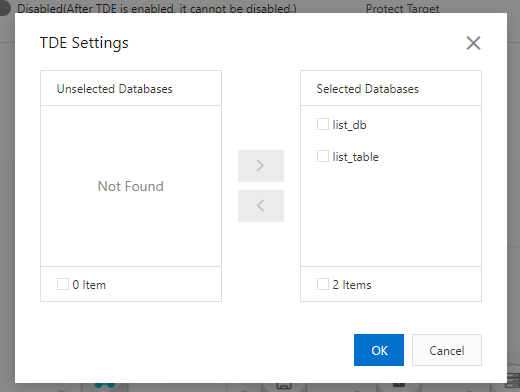 Disabled(After TDE is enabled, it cannot be disabled.) Protect Target
TDE Settings
Unselected Databases
Not Found
0 Item
Selected Databases
list_db
list_table
2 Items
OK Cancel